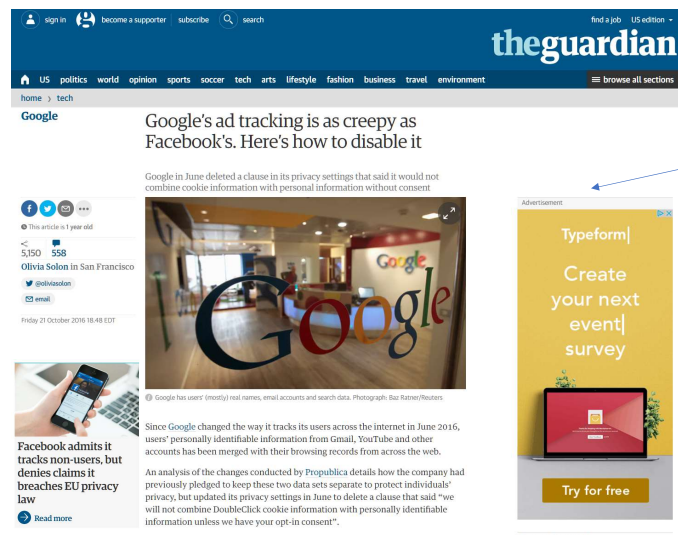 sign in become a supporter subscribe search find a job US edition
theguardian
US politics world opinion sports soccer tech arts lifestyle fashion business travel environment browse all sections
home › tech
Google
Google's ad tracking is as creepy as
Facebook's. Here's how to disable it
Google in June deleted a clause in its privacy settings that said it would not
combine cookie information with personal information without consent
This article is 1 year old
5,150 558
Olivia Solon in San Francisco
@oliviasolon
email
Friday 21 October 2016 18.48 EDT
Google
Google
Google has users' (mostly) real names, email accounts and search data. Photograph: Baz Ratner/Reuters
Since Google changed the way it tracks its users across the internet in June 2016,
users' personally identifiable information from Gmail, YouTube and other
accounts has been merged with their browsing records from across the web.
An analysis of the changes conducted by Propublica details how the company had
previously pledged to keep these two data sets separate to protect individuals'
privacy, but updated its privacy settings in June to delete a clause that said "we
will not combine DoubleClick cookie information with personally identifiable
information unless we have your opt-in consent".
Facebook admits it
tracks non-users, but
denies claims it
breaches EU privacy
law
Read more
Advertisement
Typeform
Create
your next
event
survey
Try for free